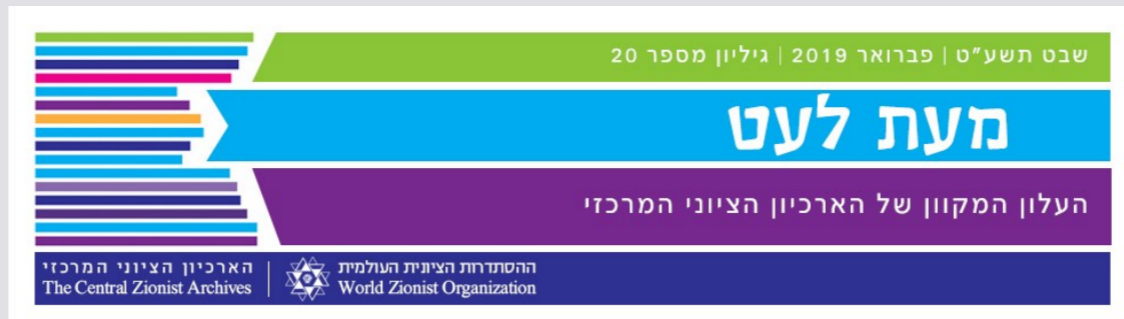 שבט תשע"ט | פברואר 2019 | גיליון מספר 20
מעת לעט
העלון המקוון של הארכיון הציוני המרכזי
ההסתדרות הציונית העולמית | הארכיון הציוני המרכזי
The Central Zionist Archives | World Zionist Organization